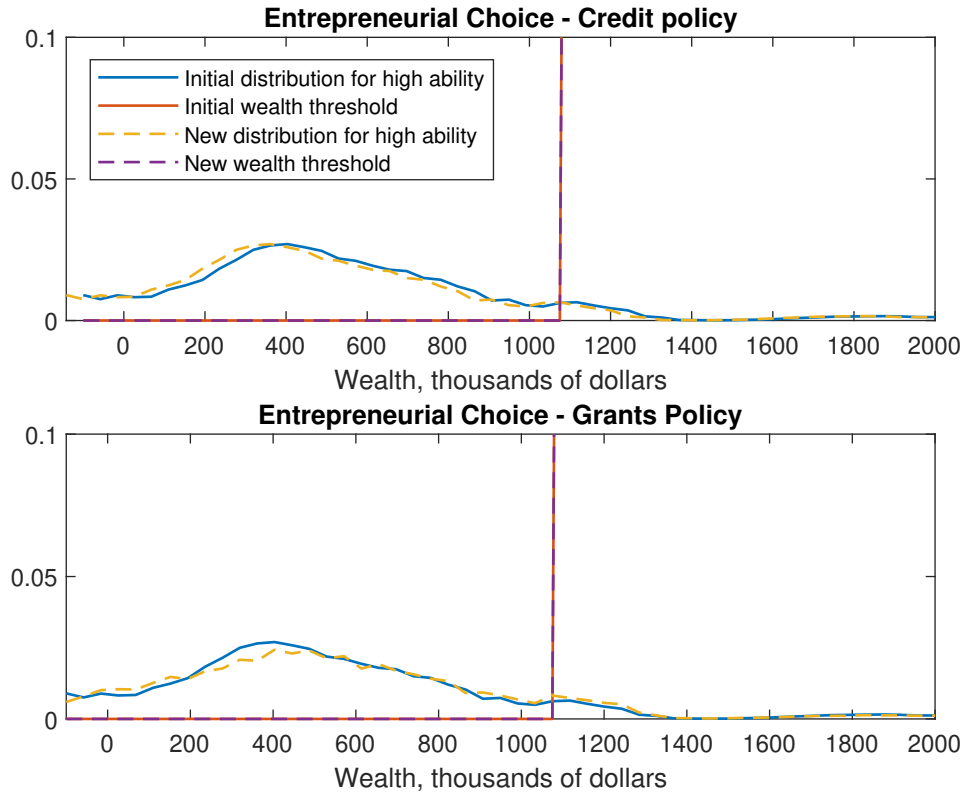 Entrepreneurial Choice - Credit policy
0.1
Initial distribution for high ability
Initial wealth threshold
New distribution for high ability
New wealth threshold
0.05
0
0 200 400 600 800 1000 1200 1400 1600 1800 2000
Wealth, thousands of dollars
Entrepreneurial Choice - Grants Policy
0.1
0.05
0
0 200 400 600 800 1000 1200 1400 1600 1800 2000
Wealth, thousands of dollars